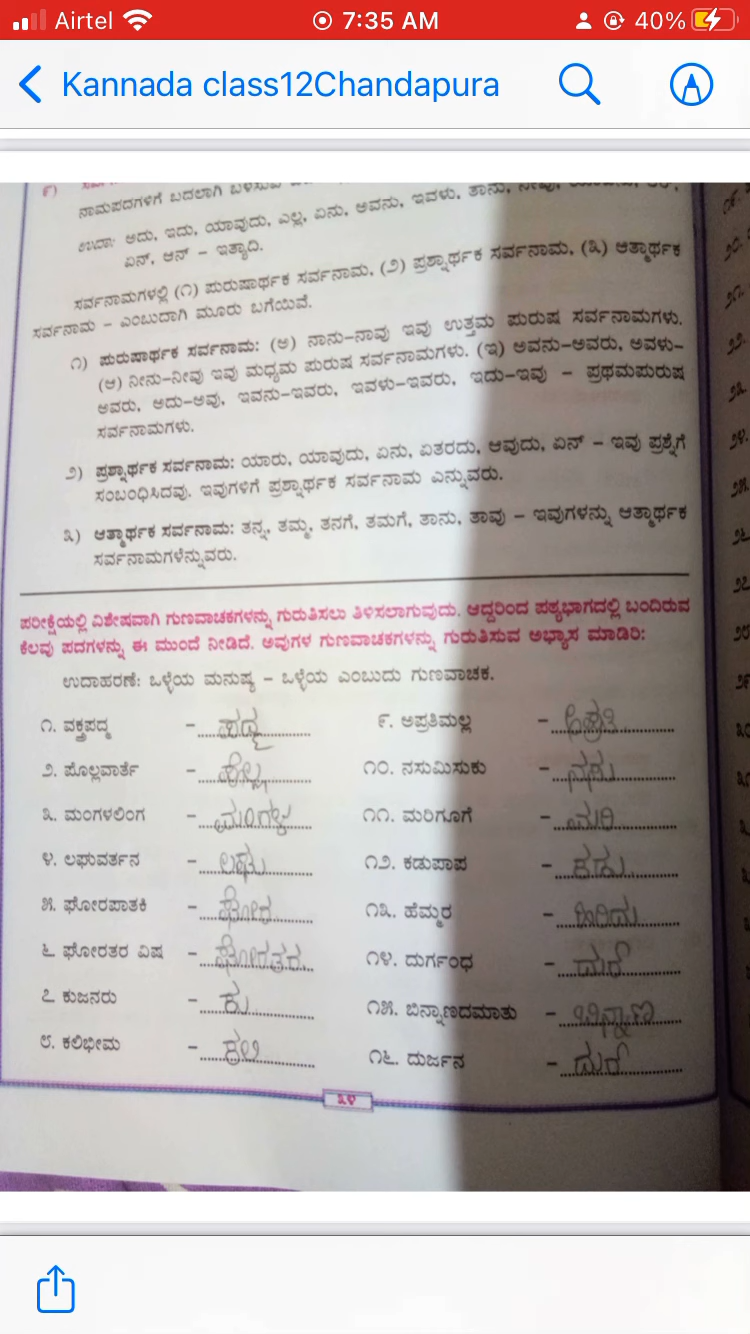 Airtel 7:35 AM 40%
Kannada class12Chandapura
೯)
ನಾಮಪದಗಳಿಗೆ ಬದಲಾಗಿ ಬಳಸುವ
ಉದಾ: ಅದು, ಇದು, ಯಾವುದು, ಎಲ್ಲ, ಏನು, ಅವನು, ಇವಳು, ತಾನು, ನೀವು,
ಏನ್, ಆನ್ – ಇತ್ಯಾದಿ.
ಸರ್ವನಾಮಗಳಲ್ಲಿ (೧) ಪುರುಷಾರ್ಥಕ ಸರ್ವನಾಮ, (೨) ಪ್ರಶ್ನಾರ್ಥಕ ಸರ್ವನಾಮ, (೩) ಆತ್ಮಾರ್ಥಕ
ಸರ್ವನಾಮ – ಎಂಬುದಾಗಿ ಮೂರು ಬಗೆಯಿವೆ.
೧) ಪುರುಷಾರ್ಥಕ ಸರ್ವನಾಮ: (ಅ) ನಾನು–ನಾವು ಇವು ಉತ್ತಮ ಪುರುಷ ಸರ್ವನಾಮಗಳು.
(ಆ) ನೀನು–ನೀವು ಇವು ಮಧ್ಯಮ ಪುರುಷ ಸರ್ವನಾಮಗಳು. (ಇ) ಅವನು–ಅವರು, ಅವಳು–
ಅವರು, ಅದು–ಅವು, ಇವನು–ಇವರು, ಇವಳು–ಇವರು, ಇದು–ಇವು – ಪ್ರಥಮಪುರುಷ
ಸರ್ವನಾಮಗಳು.
೨) ಪ್ರಶ್ನಾರ್ಥಕ ಸರ್ವನಾಮ: ಯಾರು, ಯಾವುದು, ಏನು, ಏತರದು, ಆವುದು, ಏನ್ – ಇವು ಪ್ರಶ್ನೆಗೆ
ಸಂಬಂಧಿಸಿದವು. ಇವುಗಳಿಗೆ ಪ್ರಶ್ನಾರ್ಥಕ ಸರ್ವನಾಮ ಎನ್ನುವರು.
೩) ಆತ್ಮಾರ್ಥಕ ಸರ್ವನಾಮ: ತನ್ನ, ತಮ್ಮ, ತನಗೆ, ತಮಗೆ, ತಾನು, ತಾವು – ಇವುಗಳನ್ನು ಆತ್ಮಾರ್ಥಕ
ಸರ್ವನಾಮಗಳೆನ್ನುವರು.
ಪರೀಕ್ಷೆಯಲ್ಲಿ ವಿಶೇಷವಾಗಿ ಗುಣವಾಚಕಗಳನ್ನು ಗುರುತಿಸಲು ತಿಳಿಸಲಾಗುವುದು. ಆದ್ದರಿಂದ ಪಠ್ಯಭಾಗದಲ್ಲಿ ಬಂದಿರುವ
ಕೆಲವು ಪದಗಳನ್ನು ಈ ಮುಂದೆ ನೀಡಿದೆ. ಅವುಗಳ ಗುಣವಾಚಕಗಳನ್ನು ಗುರುತಿಸುವ ಅಭ್ಯಾಸ ಮಾಡಿರಿ:
ಉದಾಹರಣೆ: ಒಳ್ಳೆಯ ಮನುಷ್ಯ – ಒಳ್ಳೆಯ ಎಂಬುದು ಗುಣವಾಚಕ.
೧. ವಕ್ತ್ರಪದ್ಮ – ಪದ್ಮ ೯. ಅಪ್ರತಿಮಲ್ಲ –
೨. ಪೊಲ್ಲವಾರ್ತೆ – ಪೊಲ್ಲ ೧೦. ನಸುಮಿಸುಕು – ನಸು
೩. ಮಂಗಳಲಿಂಗ – ಮಂಗಳ ೧೧. ಮರಿಗೂಗೆ – ಮರಿ
೪. ಲಘುವರ್ತನ – ಲಘು ೧೨. ಕಡುಪಾಪ – ಕಡು
೫. ಘೋರಪಾತಕಿ – ಘೋರ ೧೩. ಹೆಮ್ಮರ – ಹಿರಿದು
೬. ಘೋರತರ ವಿಷ – ಘೋರತರ ೧೪. ದುರ್ಗಂಧ – ದುರ್
೭. ಕುಜನರು – ಕು ೧೫. ಬಿನ್ನಾಣದಮಾತು – ಬಿನ್ನಾಣ
೮. ಕಲಿಭೀಮ – ಕಲಿ ೧೬. ದುರ್ಜನ – ದುರ್
೩೪